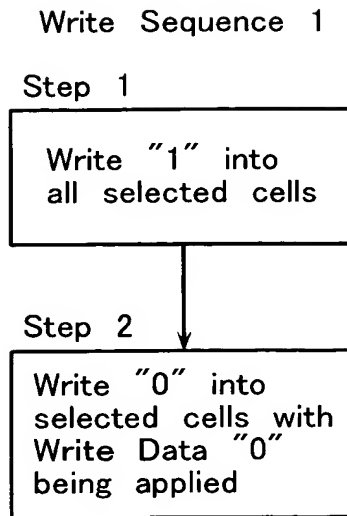 Write Sequence 1
Step 1
Write "1" into
all selected cells
Step 2
Write "0" into
selected cells with
Write Data "0"
being applied